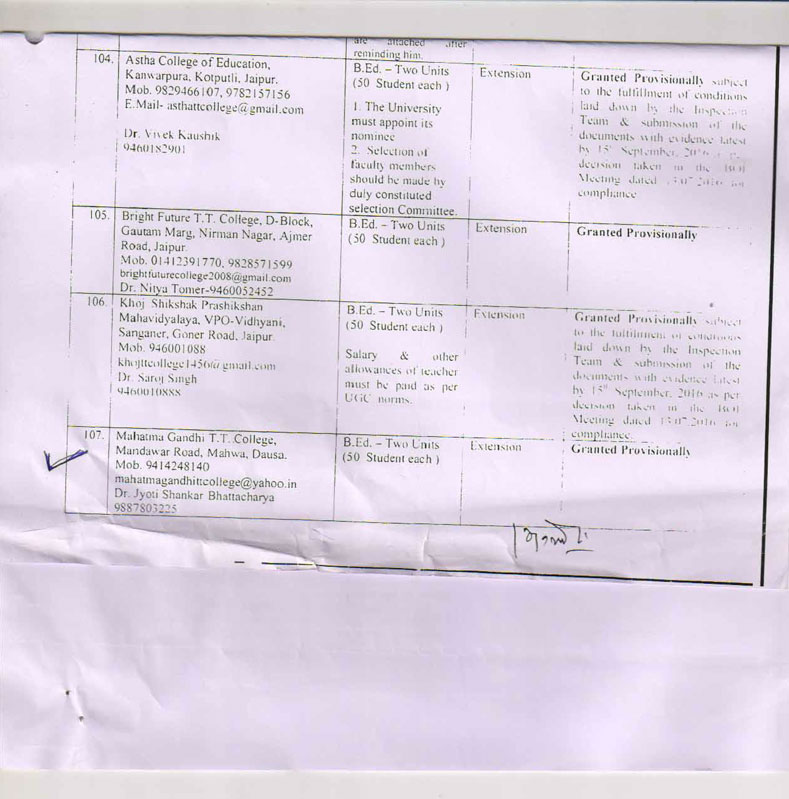 are attached after
reminding him.
104. Astha College of Education,
Kanwarpura, Kotputli, Jaipur.
Mob. 9829466107, 9782157156
E.Mail- asthattcollege@gmail.com
Dr. Vivek Kaushik
9460182901
B.Ed. – Two Units
(50 Student each )
1. The University
must appoint its
nominee
2. Selection of
faculty members
should be made by
duly constituted
selection Committee.
Extension
Granted Provisionally subject
to the fulfillment of conditions
laid down by the Inspection
Team & submission of the
documents with evidence latest
by 15th September, 2016
decision taken in the BOI
Meeting dated 13.07.2016 for
compliance
105. Bright Future T.T. College, D-Block,
Gautam Marg, Nirman Nagar, Ajmer
Road, Jaipur.
Mob. 01412391770, 9828571599
brightfuturecollege2008@gmail.com
Dr. Nitya Tomer-9460052452
B.Ed. – Two Units
(50 Student each )
Extension
Granted Provisionally
106. Khoj Shikshak Prashikshan
Mahavidyalaya, VPO-Vidhyani,
Sanganer, Goner Road, Jaipur.
Mob. 946001088
khojttcollege1456@gmail.com
Dr. Saroj Singh
9460010888
B.Ed. – Two Units
(50 Student each )
Salary & other
allowances of teacher
must be paid as per
UGC norms.
Extension
Granted Provisionally subject
to the fulfillment of conditions
laid down by the Inspection
Team & submission of the
documents with evidence latest
by 15th September, 2016 as per
decision taken in the BOI
Meeting dated 13.07.2016 for
compliance.
107. Mahatma Gandhi T.T. College,
Mandawar Road, Mahwa, Dausa.
Mob. 9414248140
mahatmagandhittcollege@yahoo.in
Dr. Jyoti Shankar Bhattacharya
9887803225
B.Ed. – Two Units
(50 Student each )
Extension
Granted Provisionally